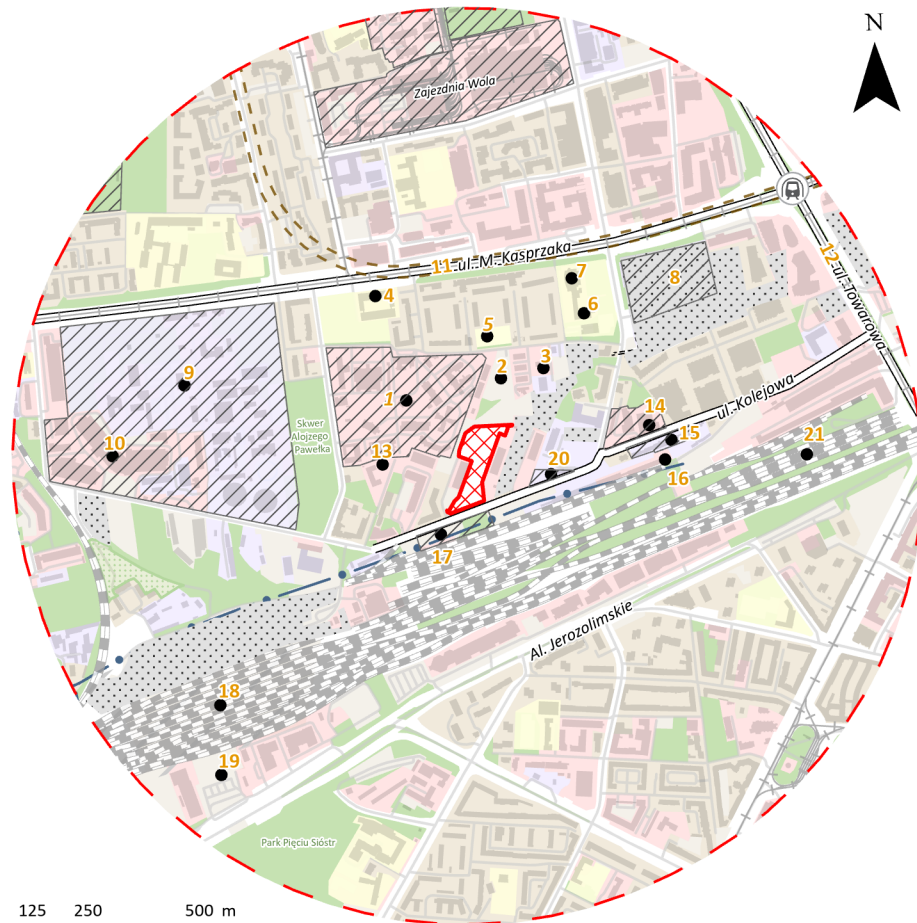 N
Zajezdnia Wola
12
ul. Towarowa
11
ul. M. Kasprzaka
7
8
4
6
5
3
2
9
1
ul. Kolejowa
14
Skwer
Alojzego
Pawełka
15
21
10
13
20
16
17
Al. Jerozolimskie
18
19
Park Pięciu Sióstr
125 250 500 m